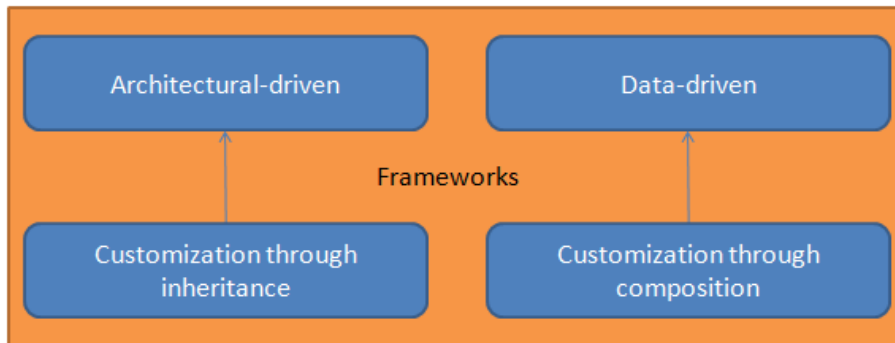 Architectural-driven
Data-driven
Frameworks
Customization through
inheritance
Customization through
composition